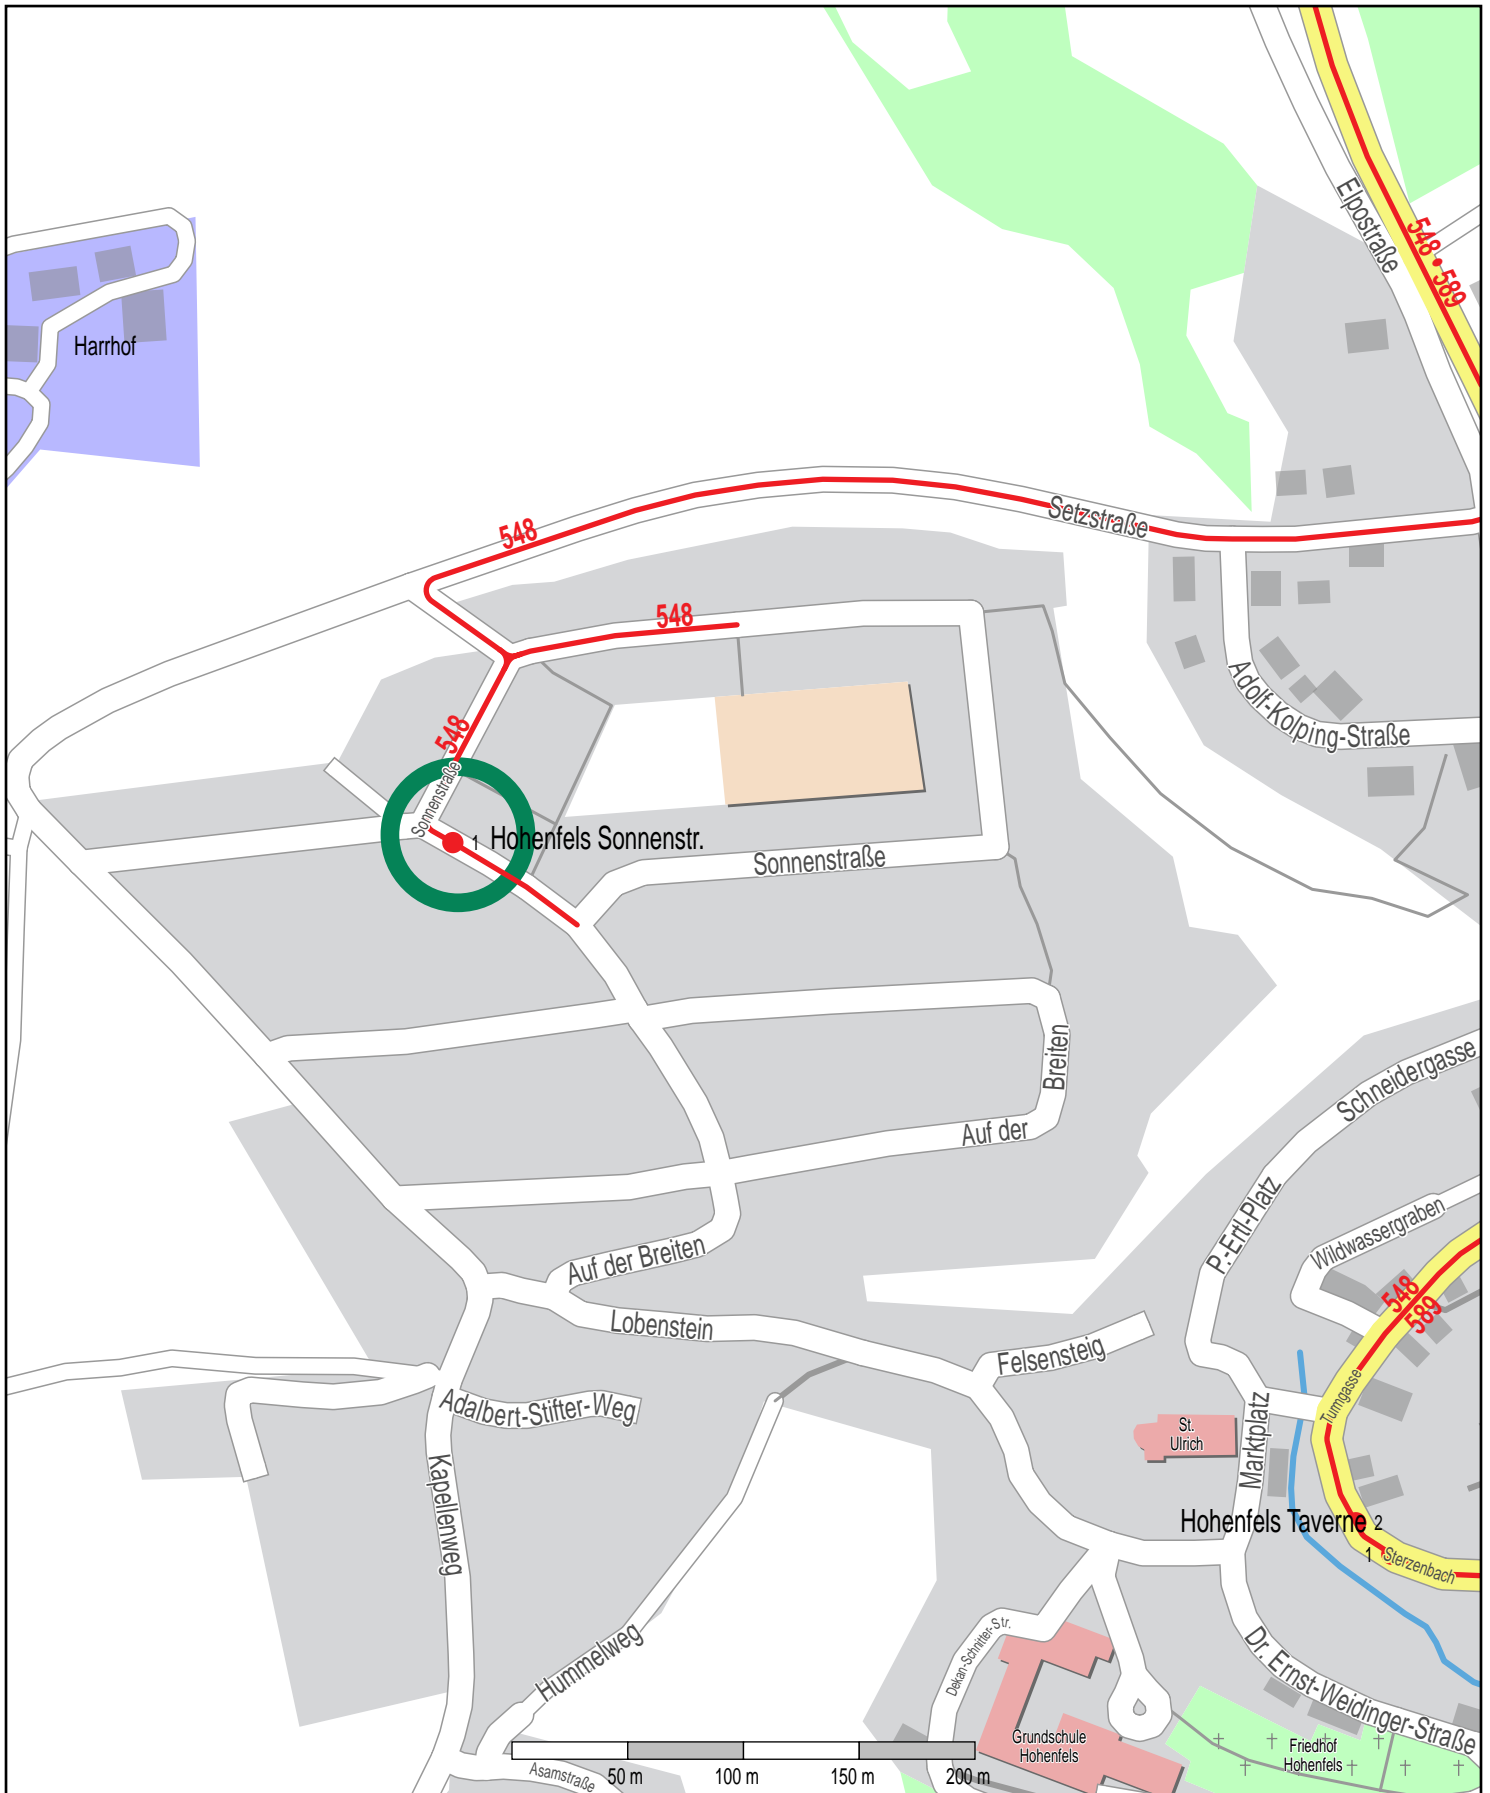 Elpostraße
548 • 589
Harrhof
548
Setzstraße
548
548
Adolf-Kolping-Straße
Sonnenstraße
1 Hohenfels Sonnenstr.
Sonnenstraße
Breiten
Schneidergasse
Auf der
P.-Ertl-Platz
Wildwassergraben
Auf der Breiten
548
589
Lobenstein
Felsensteig
Turmgasse
Adalbert-Stifter-Weg
St.
Ulrich
Marktplatz
Kapellenweg
Hohenfels Taverne 2
1
Sterzenbach
Hummelweg
Dekan-Schnitter-Str.
Dr. Ernst-Weidinger-Straße
Grundschule
Hohenfels
Friedhof
Hohenfels
Asamstraße
50 m 100 m 150 m 200 m